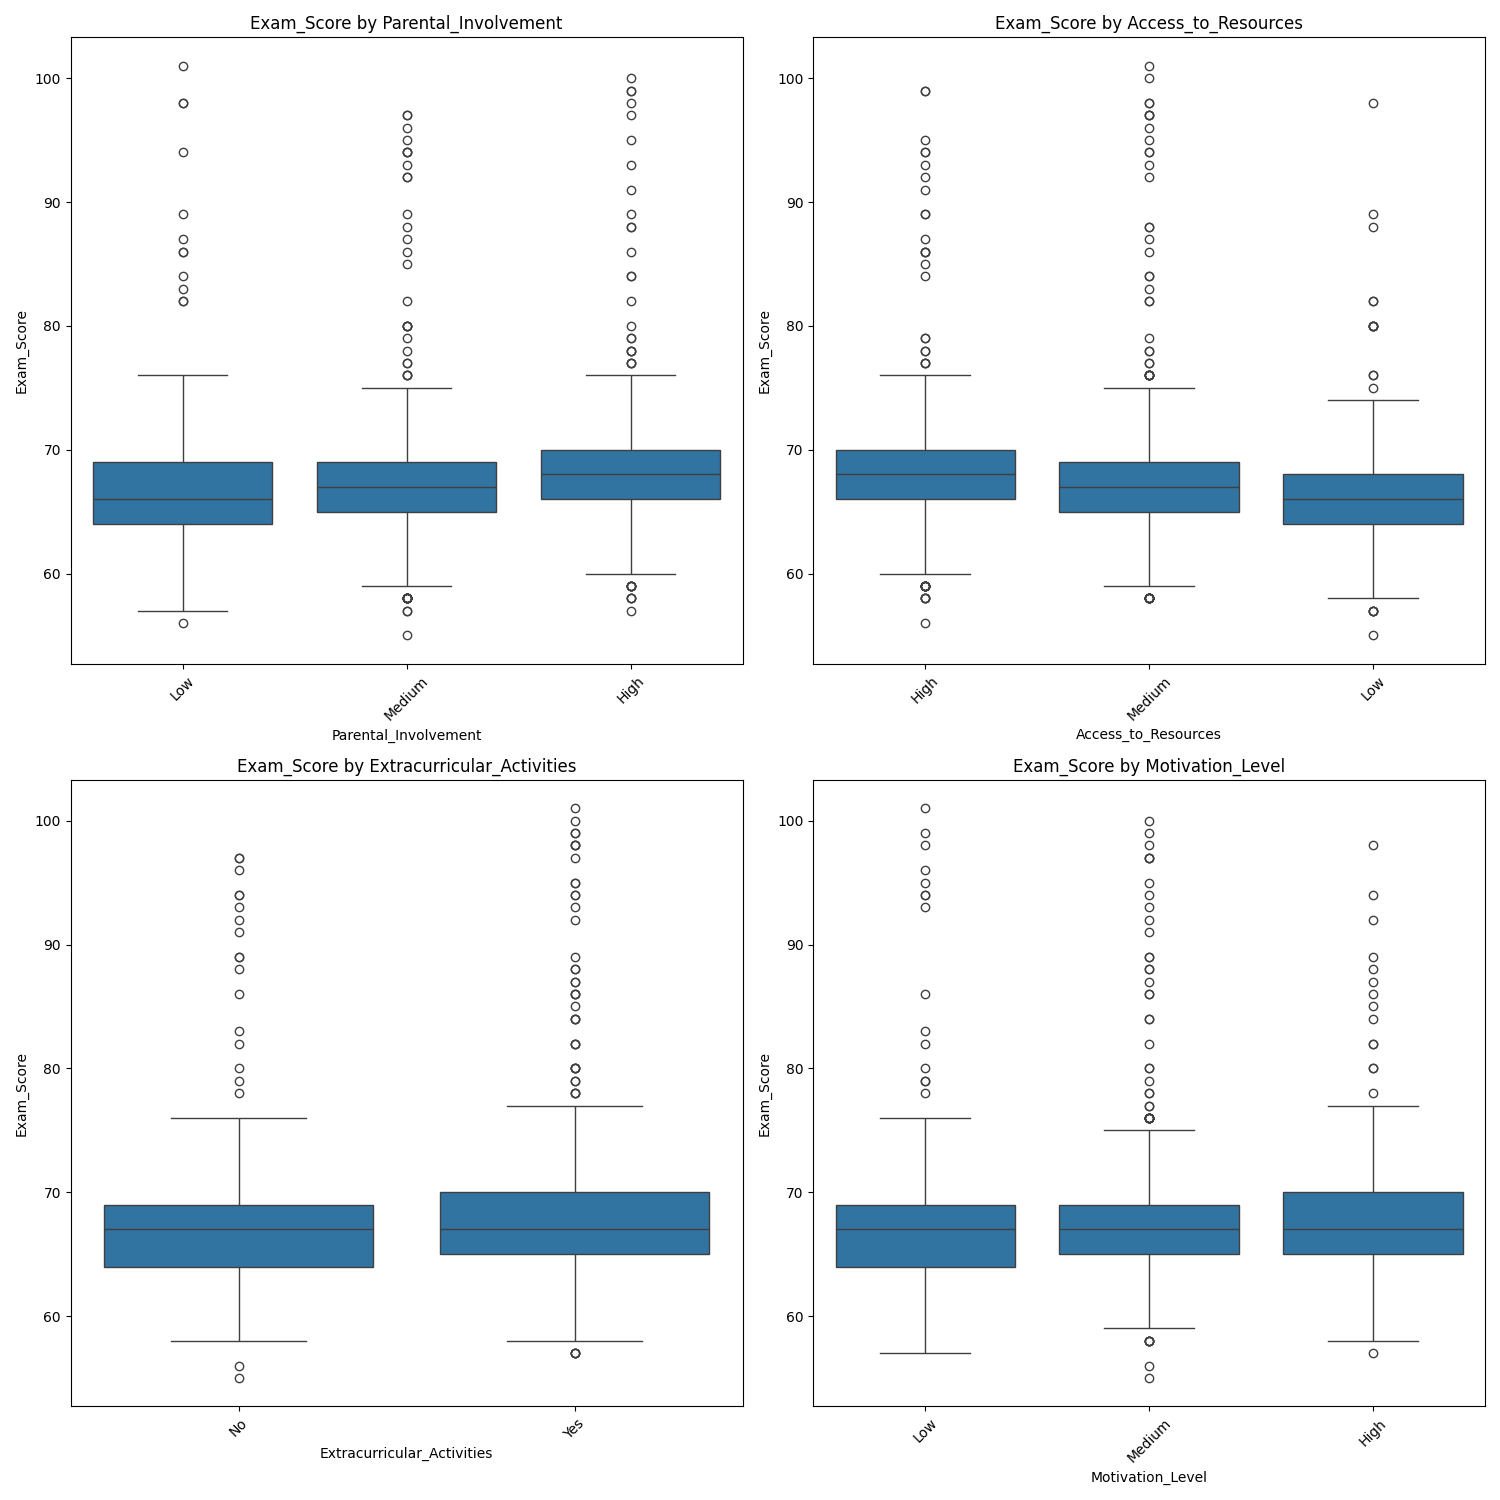 Exam_Score by Parental_Involvement
Exam_Score
100
90
80
70
60
Low
Medium
High
Parental_Involvement
Exam_Score by Access_to_Resources
Exam_Score
100
90
80
70
60
High
Medium
Low
Access_to_Resources
Exam_Score by Extracurricular_Activities
Exam_Score
100
90
80
70
60
No
Yes
Extracurricular_Activities
Exam_Score by Motivation_Level
Exam_Score
100
90
80
70
60
Low
Medium
High
Motivation_Level